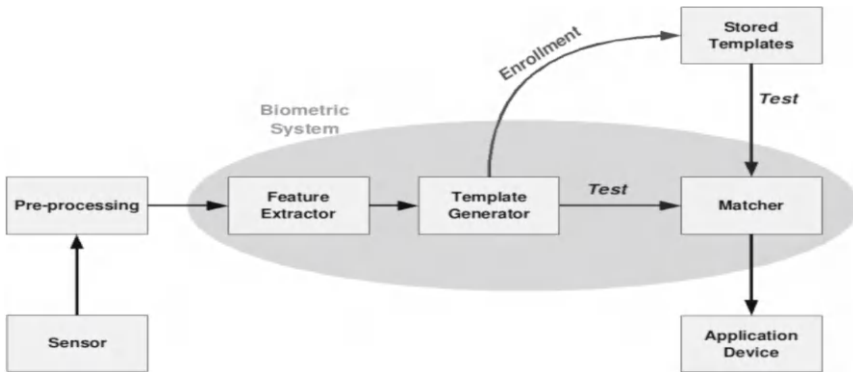 Stored
Templates
Enrollment
Test
Biometric
System
Pre-processing
Feature
Extractor
Template
Generator
Test
Matcher
Sensor
Application
Device